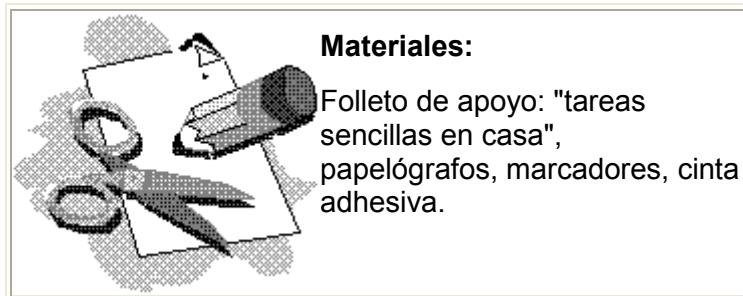 Materiales:
Folleto de apoyo: "tareas
sencillas en casa",
papelógrafos, marcadores, cinta
adhesiva.